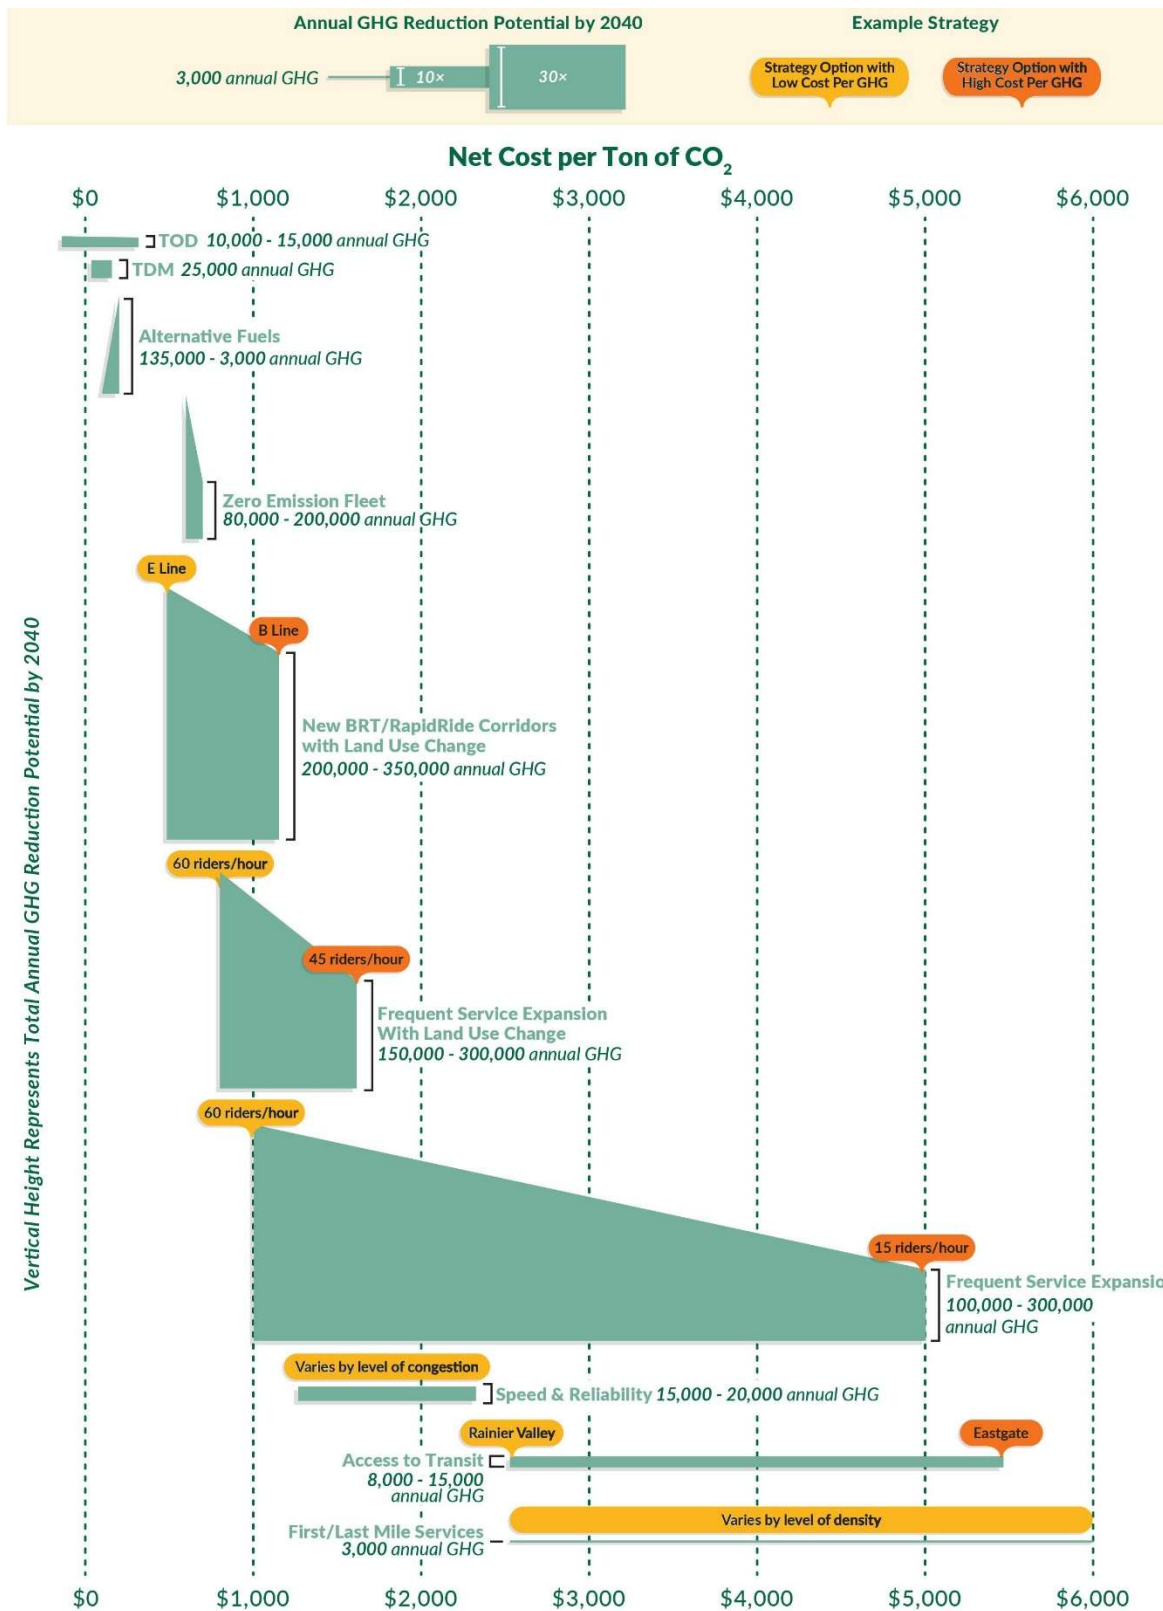 Annual GHG Reduction Potential by 2040
Example Strategy
3,000 annual GHG
10×
30×
Strategy Option with
Low Cost Per GHG
Strategy Option with
High Cost Per GHG
Net Cost per Ton of CO2
$0 $1,000 $2,000 $3,000 $4,000 $5,000 $6,000
TOD 10,000 - 15,000 annual GHG
TDM 25,000 annual GHG
Alternative Fuels
135,000 - 3,000 annual GHG
Zero Emission Fleet
80,000 - 200,000 annual GHG
E Line
B Line
New BRT/RapidRide Corridors
with Land Use Change
200,000 - 350,000 annual GHG
Vertical Height Represents Total Annual GHG Reduction Potential by 2040
60 riders/hour
45 riders/hour
Frequent Service Expansion
With Land Use Change
150,000 - 300,000 annual GHG
60 riders/hour
15 riders/hour
Frequent Service Expansio
100,000 - 300,000
annual GHG
Varies by level of congestion
Speed & Reliability 15,000 - 20,000 annual GHG
Rainier Valley
Eastgate
Access to Transit
8,000 - 15,000
annual GHG
Varies by level of density
First/Last Mile Services
3,000 annual GHG
$0 $1,000 $2,000 $3,000 $4,000 $5,000 $6,000